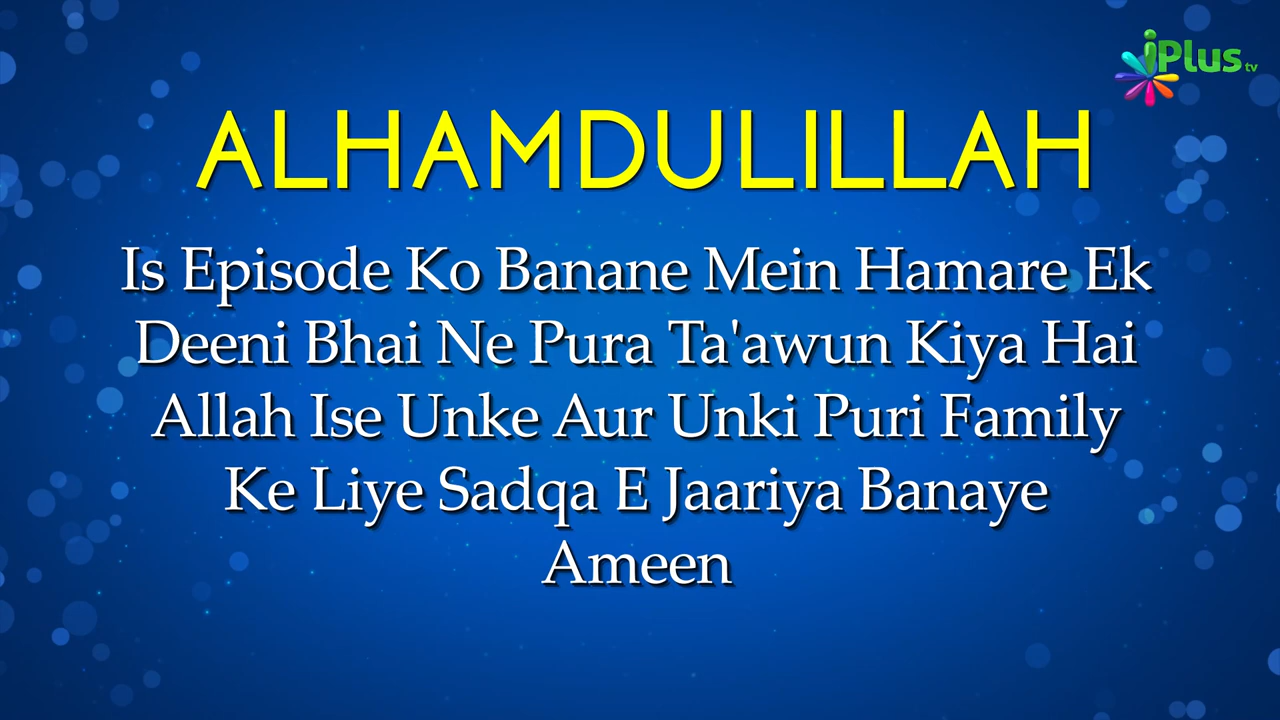 iPlus tv
ALHAMDULILLAH
Is Episode Ko Banane Mein Hamare Ek
Deeni Bhai Ne Pura Ta'awun Kiya Hai
Allah Ise Unke Aur Unki Puri Family
Ke Liye Sadqa E Jaariya Banaye
Ameen